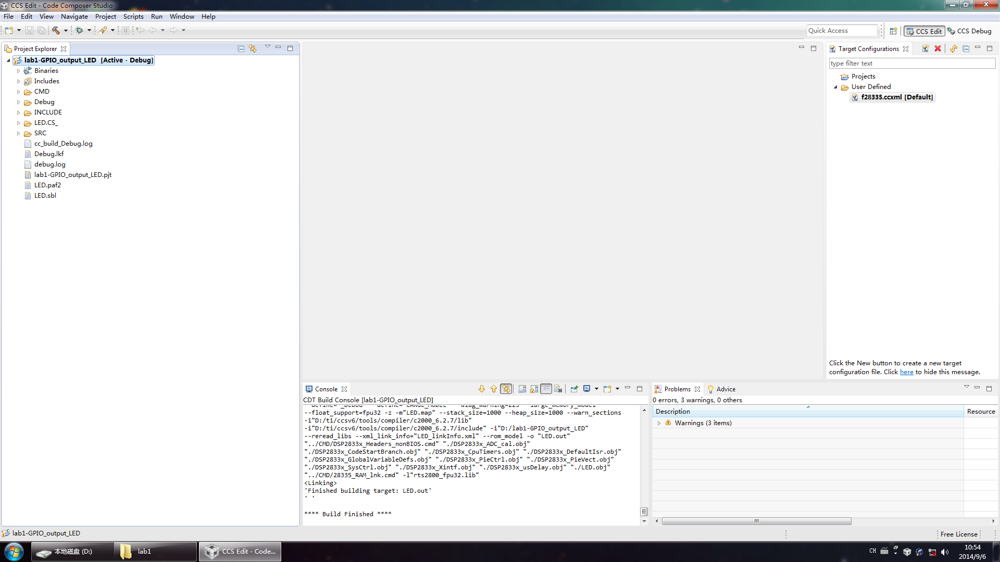 CCS Edit - Code Composer Studio
File Edit View Navigate Project Scripts Run Window Help
Quick Access
CCS Edit
CCS Debug
Project Explorer
lab1-GPIO_output_LED [Active - Debug]
Binaries
Includes
CMD
Debug
INCLUDE
LED.CS_
SRC
cc_build_Debug.log
Debug.lkf
debug.log
lab1-GPIO_output_LED.pjt
LED.paf2
LED.sbl
Target Configurations
type filter text
Projects
User Defined
f28335.ccxml [Default]
Click the New button to create a new target
configuration file. Click here to hide this message.
Console
CDT Build Console [lab1-GPIO_output_LED]
--define="_DEBUG" --define="LARGE_MODEL" --diag_warning=225 --large_memory_model
--float_support=fpu32 -z -m"LED.map" --stack_size=1000 --heap_size=1000 --warn_sections
-i"D:/ti/ccsv6/tools/compiler/c2000_6.2.7/lib"
-i"D:/ti/ccsv6/tools/compiler/c2000_6.2.7/include" -i"D:/lab1-GPIO_output_LED"
--reread_libs --xml_link_info="LED_linkInfo.xml" --rom_model -o "LED.out"
"../CMD/DSP2833x_Headers_nonBIOS.cmd" "./DSP2833x_ADC_cal.obj"
"./DSP2833x_CodeStartBranch.obj" "./DSP2833x_CpuTimers.obj" "./DSP2833x_DefaultIsr.obj"
"./DSP2833x_GlobalVariableDefs.obj" "./DSP2833x_PieCtrl.obj" "./DSP2833x_PieVect.obj"
"./DSP2833x_SysCtrl.obj" "./DSP2833x_Xintf.obj" "./DSP2833x_usDelay.obj" "./LED.obj"
"../CMD/28335_RAM_lnk.cmd" -l"rts2800_fpu32.lib"
<Linking>
'Finished building target: LED.out'
' '
**** Build Finished ****
Problems
Advice
0 errors, 3 warnings, 0 others
Description
Resource
Warnings (3 items)
lab1-GPIO_output_LED
Free License
本地磁盘 (D:)
lab1
CCS Edit - Code...
CH
10:54
2014/9/6